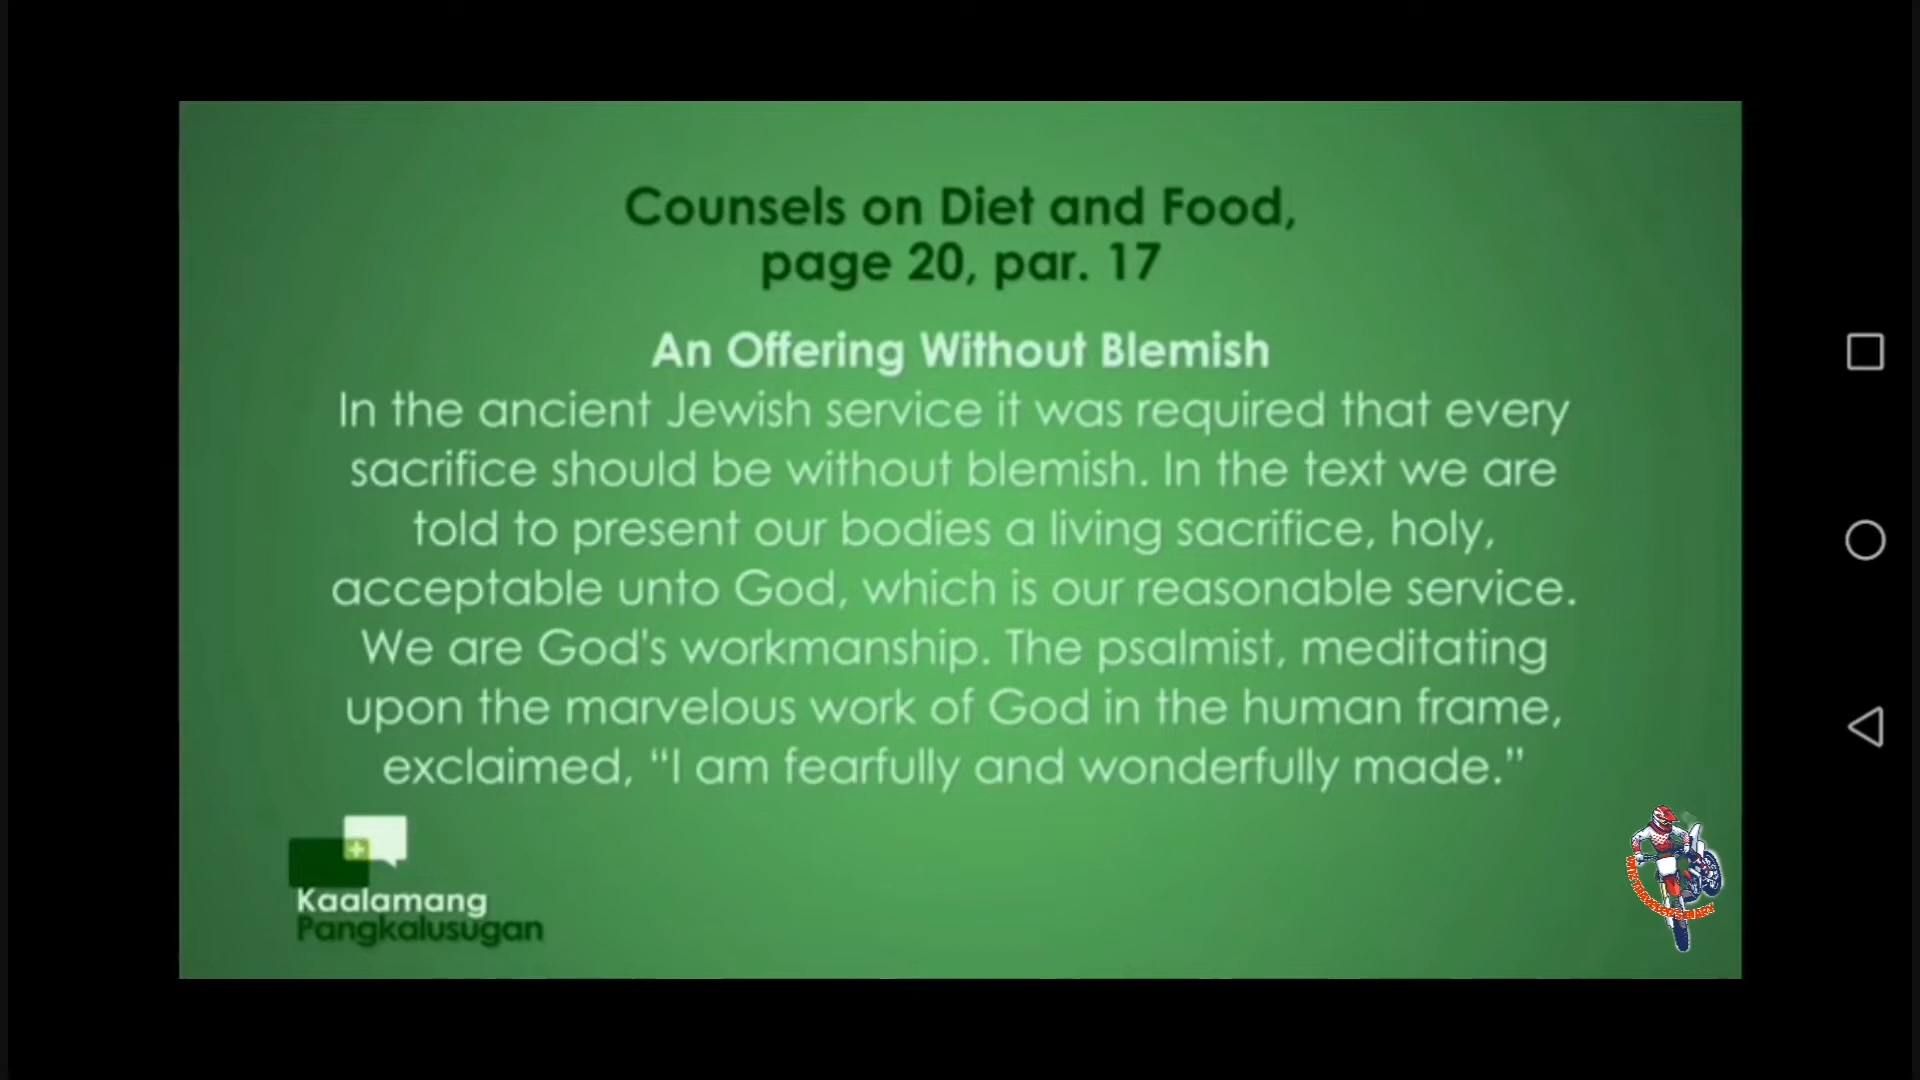 Counsels on Diet and Food,
page 20, par. 17
An Offering Without Blemish
In the ancient Jewish service it was required that every
sacrifice should be without blemish. In the text we are
told to present our bodies a living sacrifice, holy,
acceptable unto God, which is our reasonable service.
We are God's workmanship. The psalmist, meditating
upon the marvelous work of God in the human frame,
exclaimed, “I am fearfully and wonderfully made.”
Kaalamang
Pangkalusugan